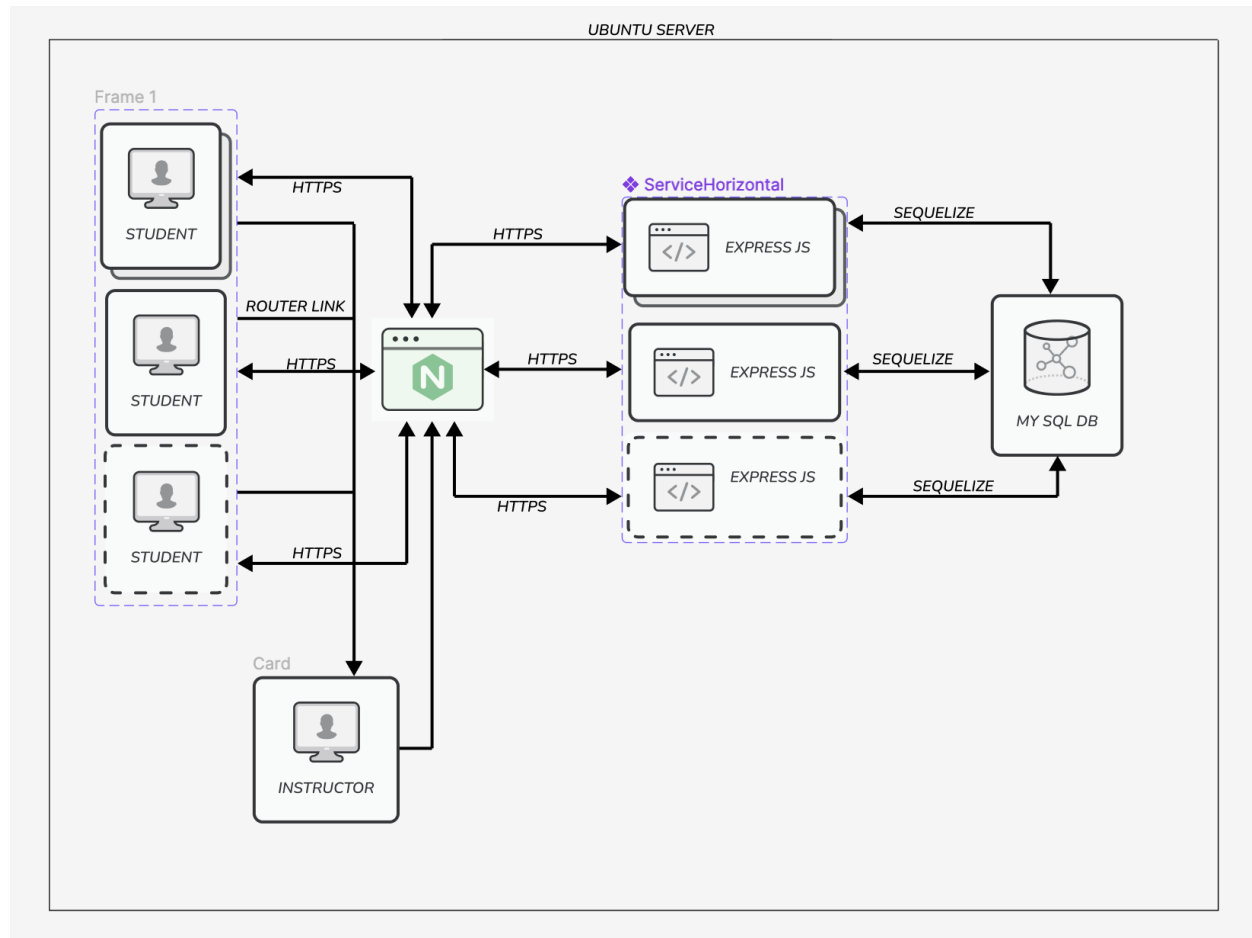 UBUNTU SERVER
Frame 1
STUDENT
HTTPS
ROUTER LINK
STUDENT
HTTPS
STUDENT
HTTPS
N
HTTPS
HTTPS
HTTPS
ServiceHorizontal
</> EXPRESS JS
</> EXPRESS JS
</> EXPRESS JS
SEQUELIZE
SEQUELIZE
SEQUELIZE
MY SQL DB
Card
INSTRUCTOR